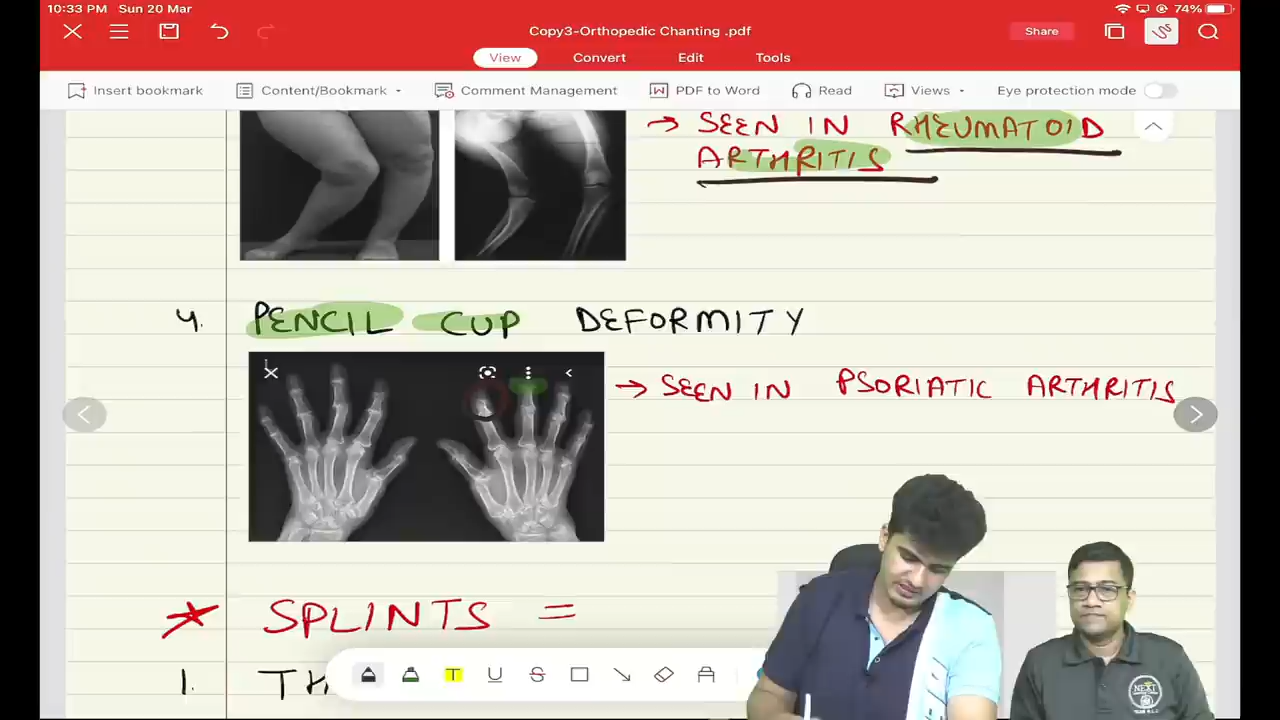 10:33 PM Sun 20 Mar
74%
Copy3-Orthopedic Chanting .pdf
Share
View Convert Edit Tools
Insert bookmark Content/Bookmark Comment Management PDF to Word Read Views Eye protection mode
→ SEEN IN RHEUMATOID
ARTHRITIS
4. PENCIL CUP DEFORMITY
→ SEEN IN PSORIATIC ARTHRITIS
* SPLINTS =
1. TH
T U S
NEXT